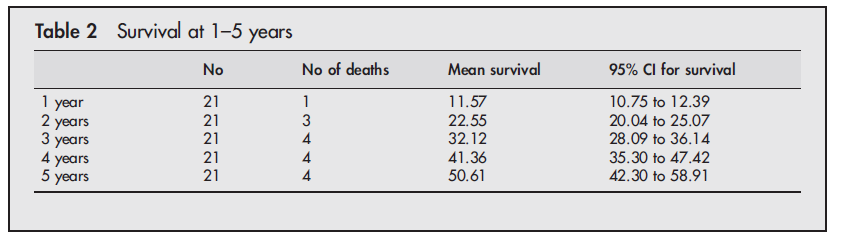 Table 2 Survival at 1–5 years
No No of deaths Mean survival 95% CI for survival
1 year 21 1 11.57 10.75 to 12.39
2 years 21 3 22.55 20.04 to 25.07
3 years 21 4 32.12 28.09 to 36.14
4 years 21 4 41.36 35.30 to 47.42
5 years 21 4 50.61 42.30 to 58.91